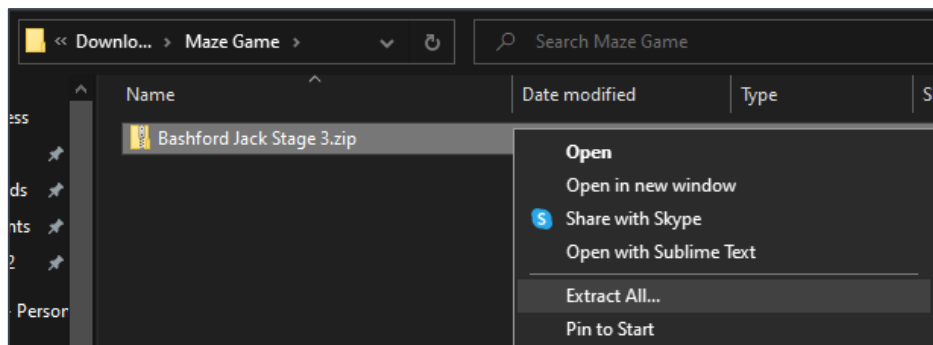 « Downlo... › Maze Game ›
Search Maze Game
Name
Date modified
Type
S
ess
Bashford Jack Stage 3.zip
ds
nts
2
Person
Open
Open in new window
Share with Skype
Open with Sublime Text
Extract All...
Pin to Start